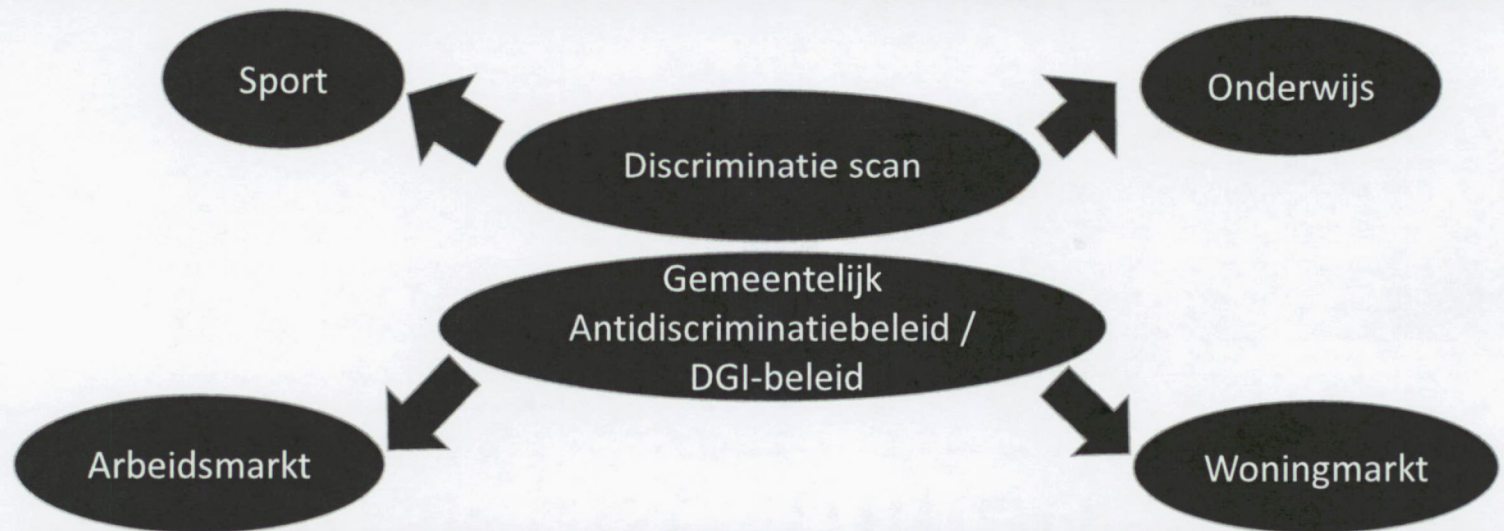 Sport
Onderwijs
Discriminatie scan
Gemeentelijk
Antidiscriminatiebeleid /
DGI-beleid
Arbeidsmarkt
Woningmarkt